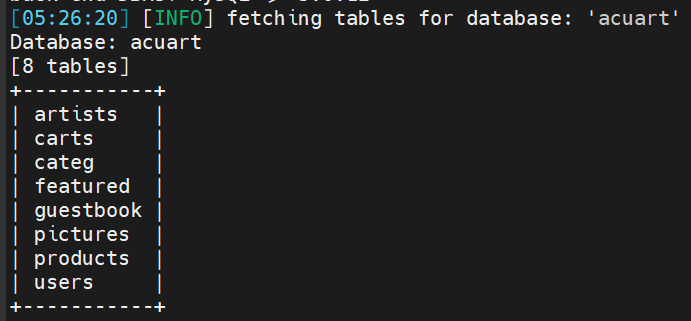 [05:26:20] [INFO] fetching tables for database: 'acuart'
Database: acuart
[8 tables]
+-----------+
| artists   |
| carts     |
| categ     |
| featured  |
| guestbook |
| pictures  |
| products  |
| users     |
+-----------+